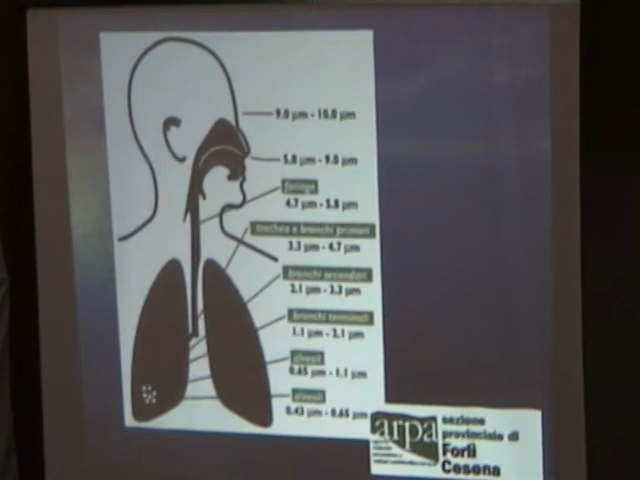 9.0 µm - 10.0 µm
5.8 µm - 9.0 µm
faringe
4.7 µm - 5.8 µm
trachea e bronchi primari
3.3 µm - 4.7 µm
bronchi secondari
2.1 µm - 3.3 µm
bronchi terminali
1.1 µm - 2.1 µm
alveoli
0.65 µm - 1.1 µm
alveoli
0.43 µm - 0.65 µm
arpa
sezione
provinciale di
Forlì
Cesena